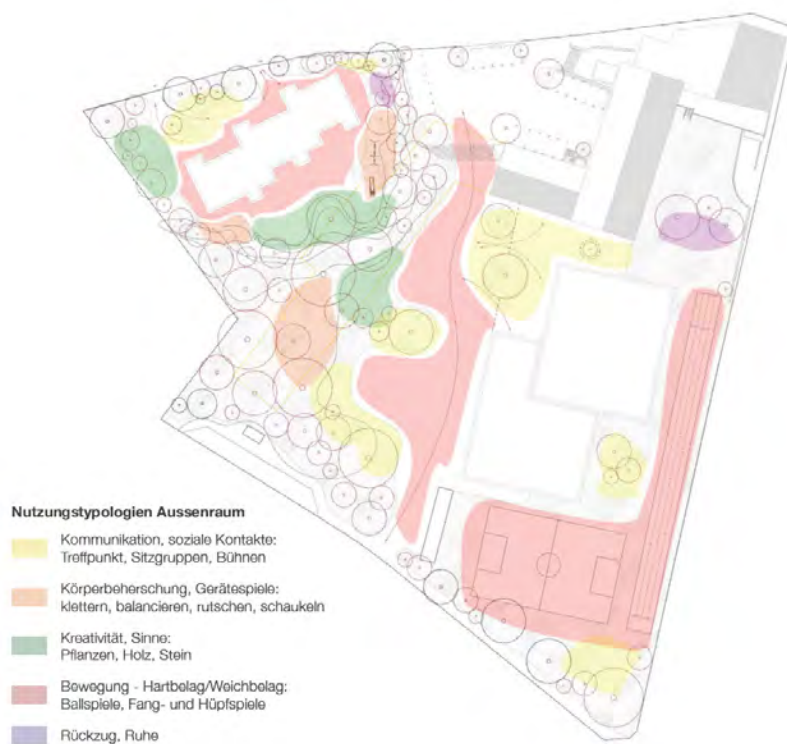 Nutzungstypologien Aussenraum
Kommunikation, soziale Kontakte:
Treffpunkt, Sitzgruppen, Bühnen
Körperbeherschung, Gerätespiele:
klettern, balancieren, rutschen, schaukeln
Kreativität, Sinne:
Pflanzen, Holz, Stein
Bewegung - Hartbelag/Weichbelag:
Ballspiele, Fang- und Hüpfspiele
Rückzug, Ruhe